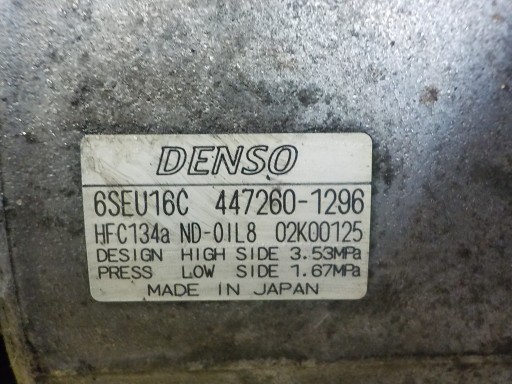 DENSO
6SEU16C 447260-1296
HFC134a ND-OIL8 02K00125
DESIGN HIGH SIDE 3.53MPa
PRESS LOW SIDE 1.67MPa
MADE IN JAPAN